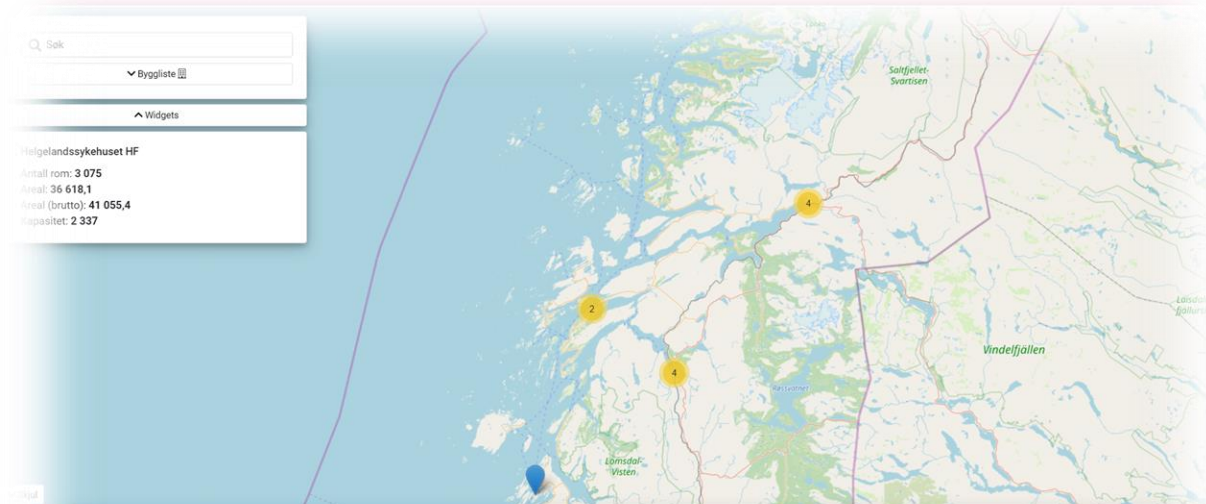 Søk
Byggliste
Widgets
Helgelandssykehuset HF
Antall rom: 3 075
Areal: 36 618,1
Areal (brutto): 41 055,4
Kapasitet: 2 337
Saltfjellet-
Svartisen
4
2
4
Vindelfjällen
Røssvatnet
Lomsdal-
Visten